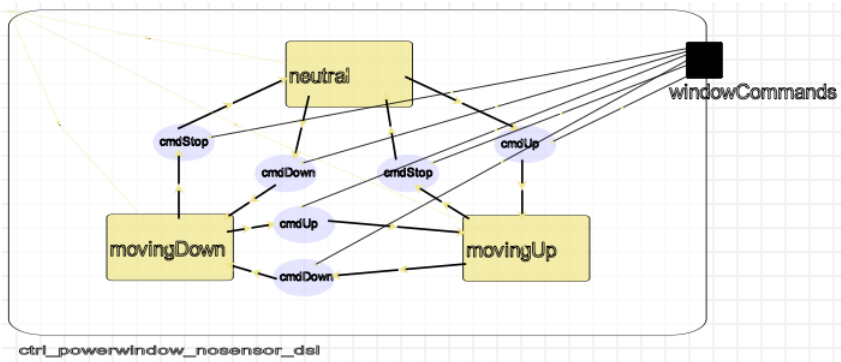 neutral
windowCommands
cmdStop
cmdUp
cmdDown
cmdStop
cmdUp
movingDown
movingUp
cmdDown
ctrl_powerwindow_nosensor_dsl